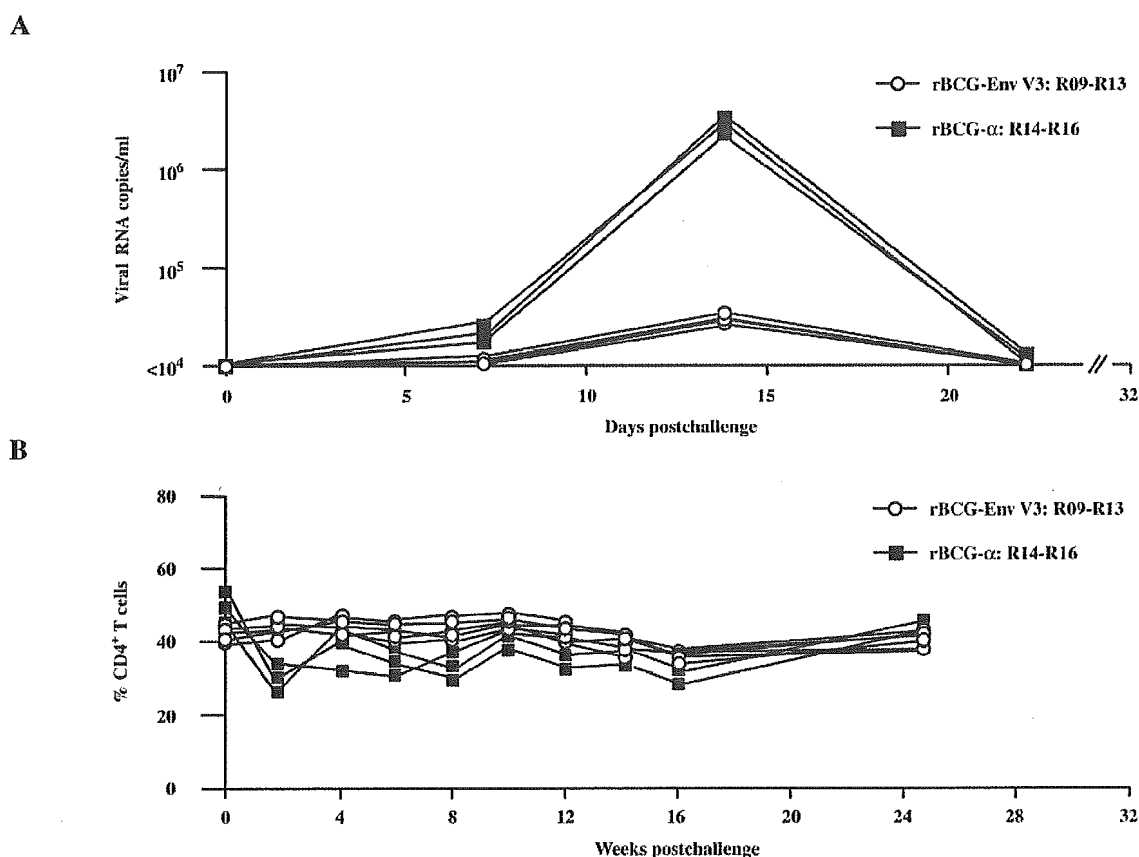 A
10⁷
10⁶
10⁵
<10⁴
Viral RNA copies/ml
rBCG-Env V3: R09-R13
rBCG-α: R14-R16
0 5 10 15 20 32
Days postchallenge
B
80
60
40
20
0
% CD4⁺ T cells
rBCG-Env V3: R09-R13
rBCG-α: R14-R16
0 4 8 12 16 20 24 28 32
Weeks postchallenge